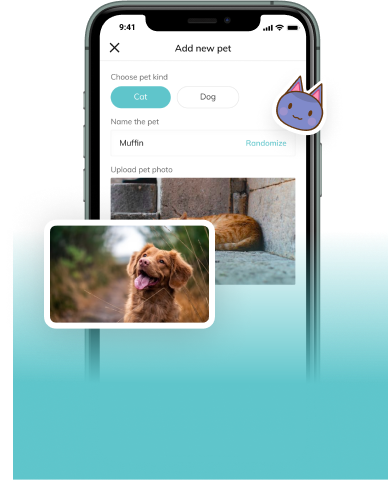 9:41
Add new pet
Choose pet kind
Cat Dog
Name the pet
Muffin Randomize
Upload pet photo